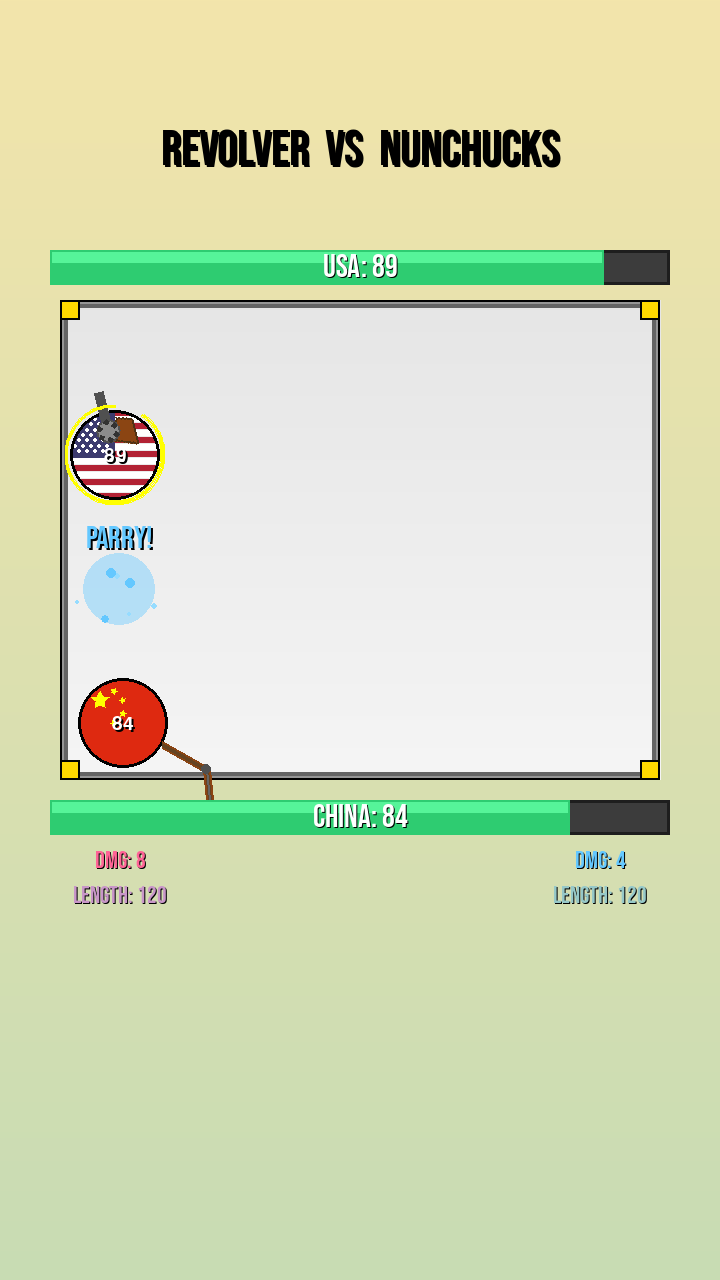 REVOLVER VS NUNCHUCKS
USA: 89
89
PARRY!
84
CHINA: 84
DMG: 8
DMG: 4
LENGTH: 120
LENGTH: 120